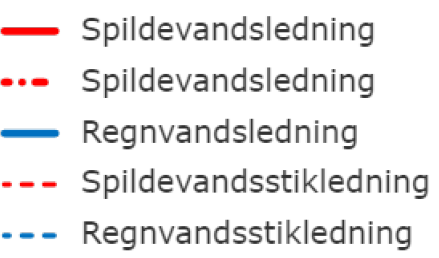 Spildevandsledning
Spildevandsledning
Regnvandsledning
Spildevandsstikledning
Regnvandsstikledning